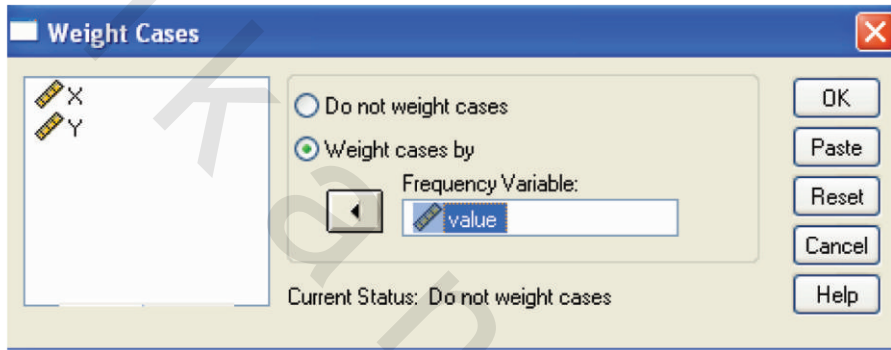 Weight Cases
X
Y
Do not weight cases
Weight cases by
Frequency Variable:
value
Current Status: Do not weight cases
OK
Paste
Reset
Cancel
Help